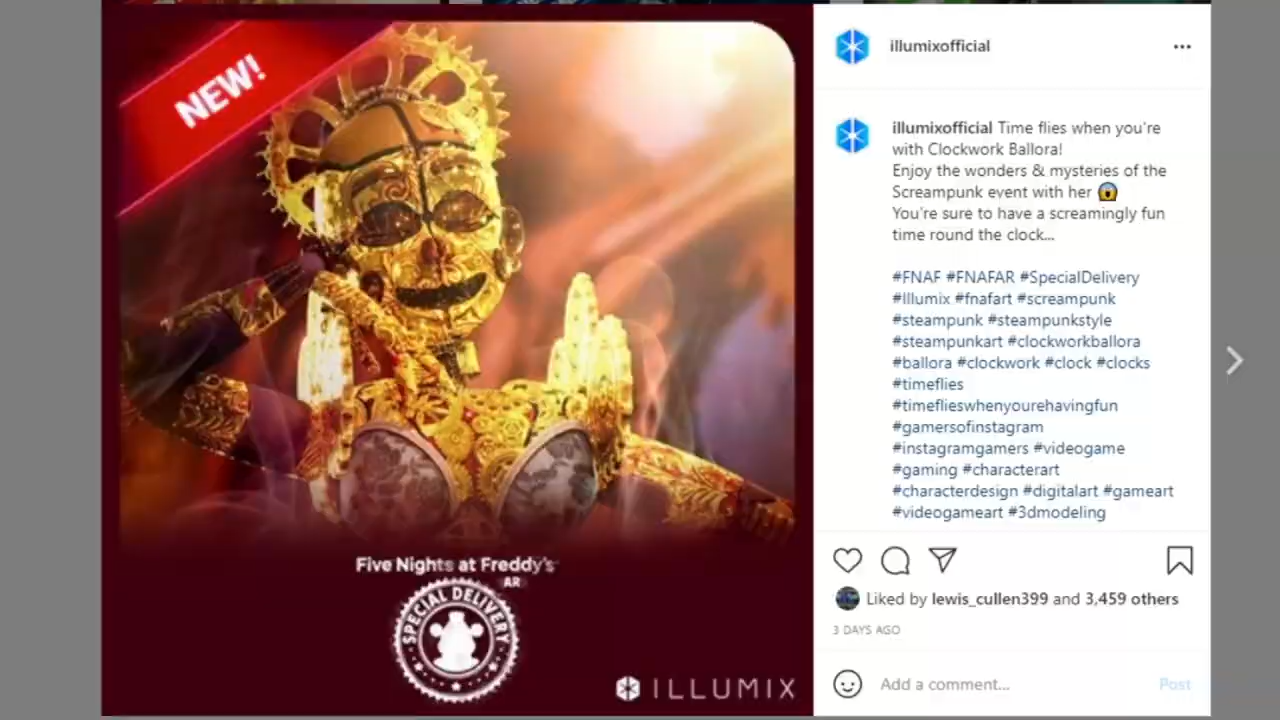 NEW!
Five Nights at Freddy's
AR
SPECIAL DELIVERY
ILLUMIX
illumixofficial
illumixofficial Time flies when you're
with Clockwork Ballora!
Enjoy the wonders & mysteries of the
Screampunk event with her 😱
You're sure to have a screamingly fun
time round the clock...
#FNAF #FNAFAR #SpecialDelivery
#Illumix #fnafart #screampunk
#steampunk #steampunkstyle
#steampunkart #clockworkballora
#ballora #clockwork #clock #clocks
#timeflies
#timeflieswhenyourehavingfun
#gamersofinstagram
#instagramgamers #videogame
#gaming #characterart
#characterdesign #digitalart #gameart
#videogameart #3dmodeling
Liked by lewis_cullen399 and 3,459 others
3 DAYS AGO
Add a comment...
Post